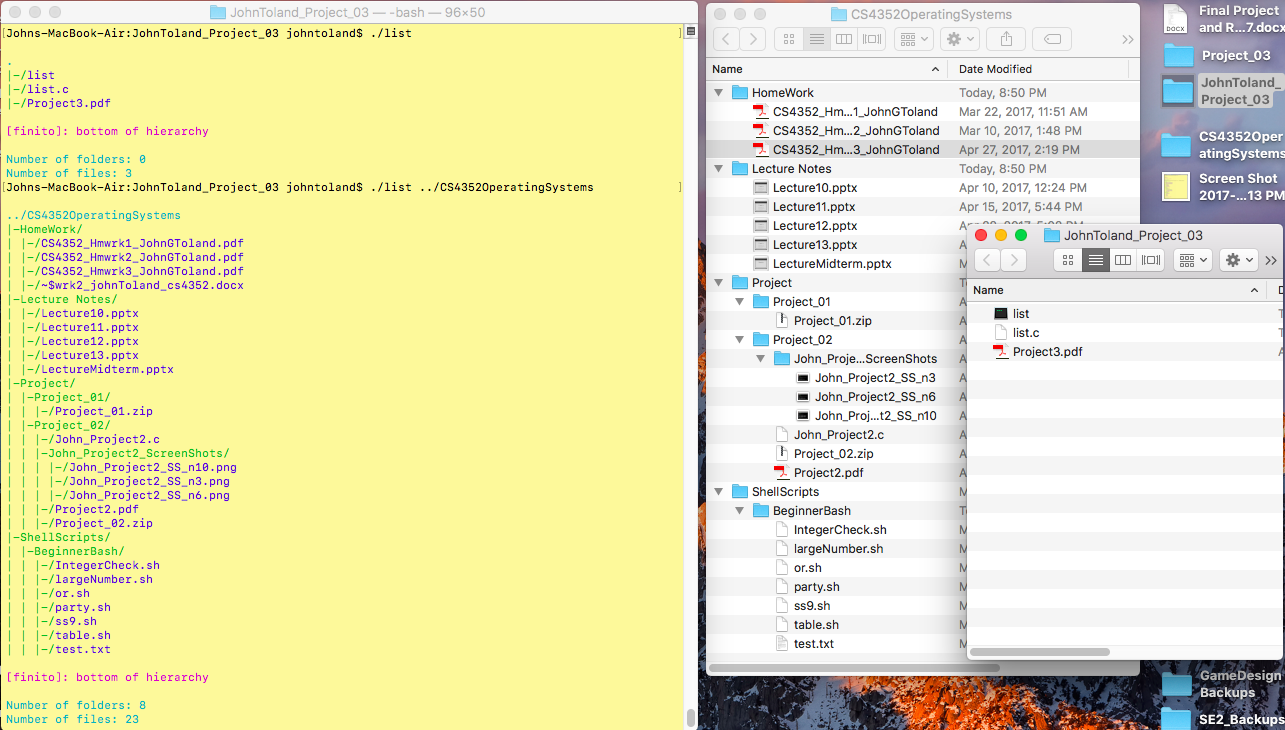 JohnToland_Project_03 — -bash — 96×50
[Johns-MacBook-Air:JohnToland_Project_03 johntoland$ ./list ]
.
|-/list
|-/list.c
|-/Project3.pdf
[finito]: bottom of hierarchy
Number of folders: 0
Number of files: 3
[Johns-MacBook-Air:JohnToland_Project_03 johntoland$ ./list ../CS4352OperatingSystems ]
../CS4352OperatingSystems
|-HomeWork/
| |-/CS4352_Hmwrk1_JohnGToland.pdf
| |-/CS4352_Hmwrk2_JohnGToland.pdf
| |-/CS4352_Hmwrk3_JohnGToland.pdf
| |-/~$wrk2_johnToland_cs4352.docx
|-Lecture Notes/
| |-/Lecture10.pptx
| |-/Lecture11.pptx
| |-/Lecture12.pptx
| |-/Lecture13.pptx
| |-/LectureMidterm.pptx
|-Project/
| |-Project_01/
| | |-/Project_01.zip
| |-Project_02/
| | |-/John_Project2.c
| | |-John_Project2_ScreenShots/
| | | |-/John_Project2_SS_n10.png
| | | |-/John_Project2_SS_n3.png
| | | |-/John_Project2_SS_n6.png
| | |-/Project2.pdf
| | |-/Project_02.zip
|-ShellScripts/
| |-BeginnerBash/
| | |-/IntegerCheck.sh
| | |-/largeNumber.sh
| | |-/or.sh
| | |-/party.sh
| | |-/ss9.sh
| | |-/table.sh
| | |-/test.txt
[finito]: bottom of hierarchy
Number of folders: 8
Number of files: 23
CS4352OperatingSystems
Name Date Modified
HomeWork Today, 8:50 PM
CS4352_Hm...1_JohnGToland Mar 22, 2017, 11:51 AM
CS4352_Hm...2_JohnGToland Mar 10, 2017, 1:48 PM
CS4352_Hm...3_JohnGToland Apr 27, 2017, 2:19 PM
Lecture Notes Today, 8:50 PM
Lecture10.pptx Apr 10, 2017, 12:24 PM
Lecture11.pptx Apr 15, 2017, 5:44 PM
Lecture12.pptx
Lecture13.pptx
LectureMidterm.pptx M
Project
Project_01 A
Project_01.zip A
Project_02 A
John_Proje...ScreenShots A
John_Project2_SS_n3 A
John_Project2_SS_n6 A
John_Proj...t2_SS_n10 A
John_Project2.c A
Project_02.zip A
Project2.pdf A
ShellScripts M
BeginnerBash
IntegerCheck.sh M
largeNumber.sh M
or.sh M
party.sh M
ss9.sh M
table.sh M
test.txt M
JohnToland_Project_03
Name
list
list.c
Project3.pdf
DOCX
Final Project
and R...7.docx
Project_03
JohnToland_
Project_03
CS4352Oper
atingSystems
Screen Shot
2017-...13 PM
GameDesign
Backups
SE2_Backups